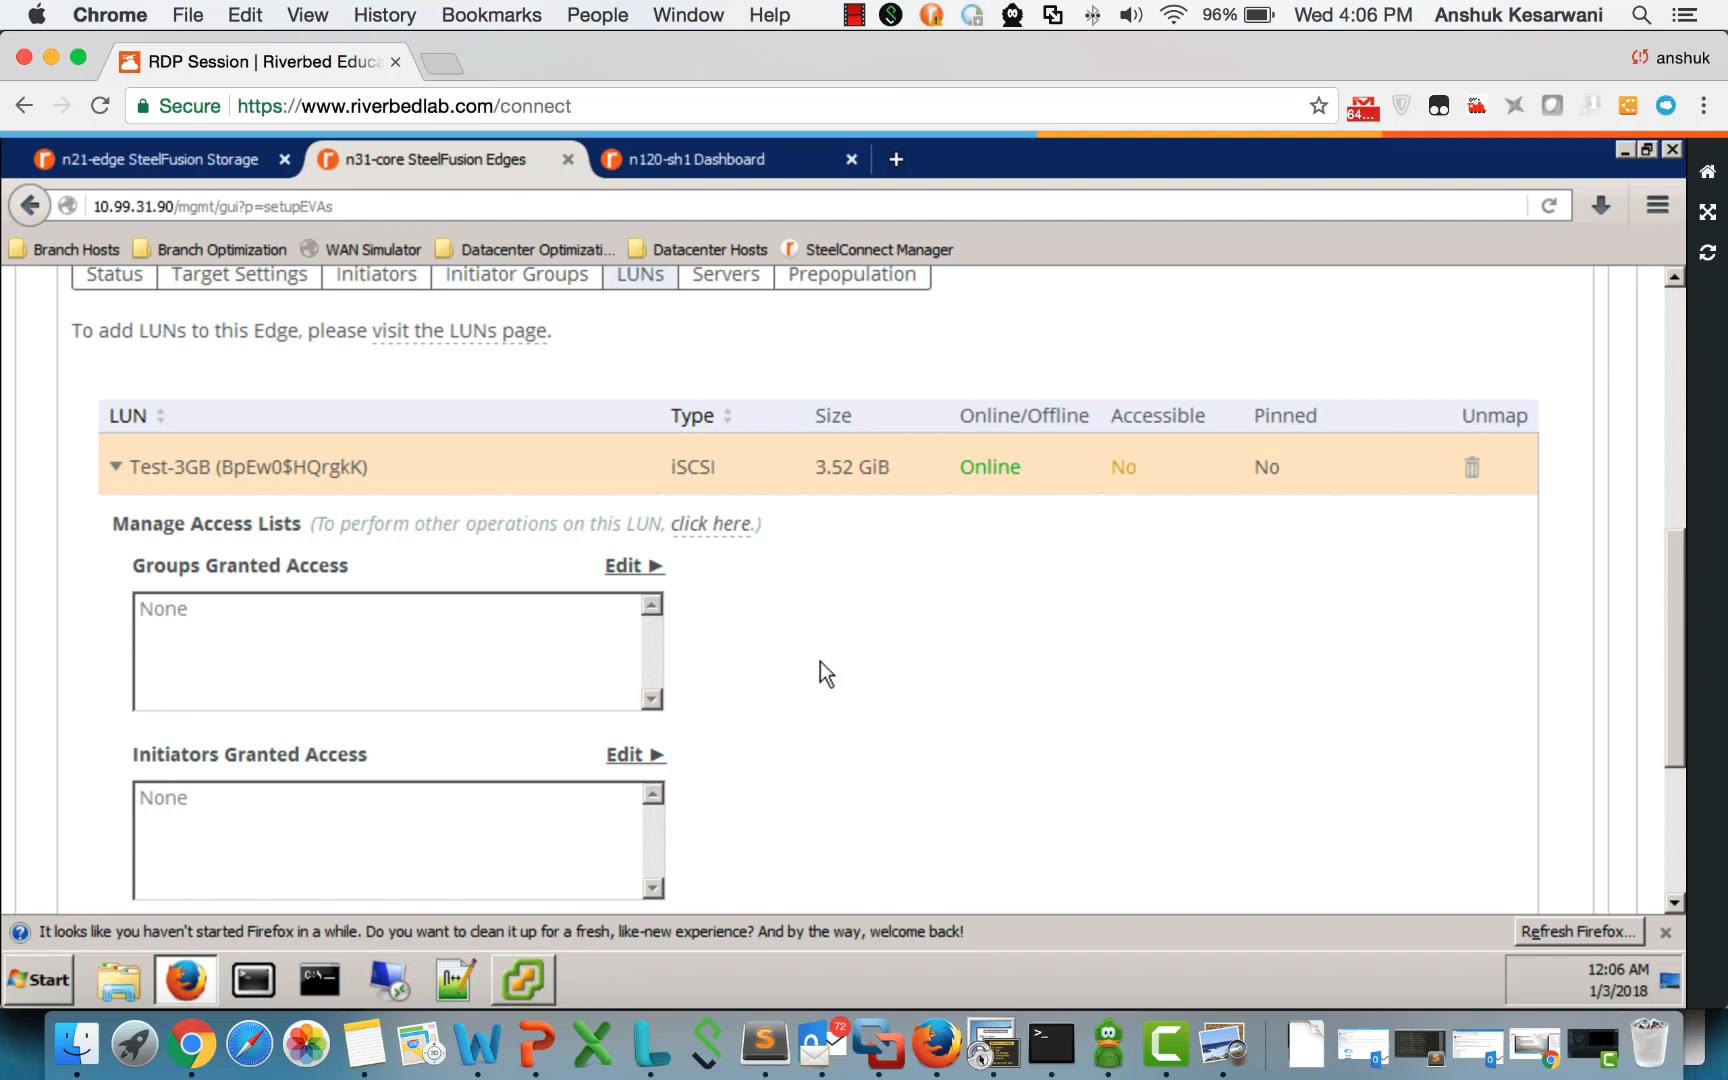 Chrome File Edit View History Bookmarks People Window Help 96% Wed 4:06 PM Anshuk Kesarwani
RDP Session | Riverbed Educa
anshuk
Secure https://www.riverbedlab.com/connect
64...
n21-edge SteelFusion Storage n31-core SteelFusion Edges n120-sh1 Dashboard
10.99.31.90/mgmt/gui?p=setupEVAs
Branch Hosts Branch Optimization WAN Simulator Datacenter Optimizati... Datacenter Hosts SteelConnect Manager
Status Target Settings Initiators Initiator Groups LUNs Servers Prepopulation
To add LUNs to this Edge, please visit the LUNs page.
LUN Type Size Online/Offline Accessible Pinned Unmap
Test-3GB (BpEw0$HQrgkK) iSCSI 3.52 GiB Online No No
Manage Access Lists (To perform other operations on this LUN, click here.)
Groups Granted Access Edit
None
Initiators Granted Access Edit
None
It looks like you haven't started Firefox in a while. Do you want to clean it up for a fresh, like-new experience? And by the way, welcome back! Refresh Firefox...
Start
12:06 AM
1/3/2018
72